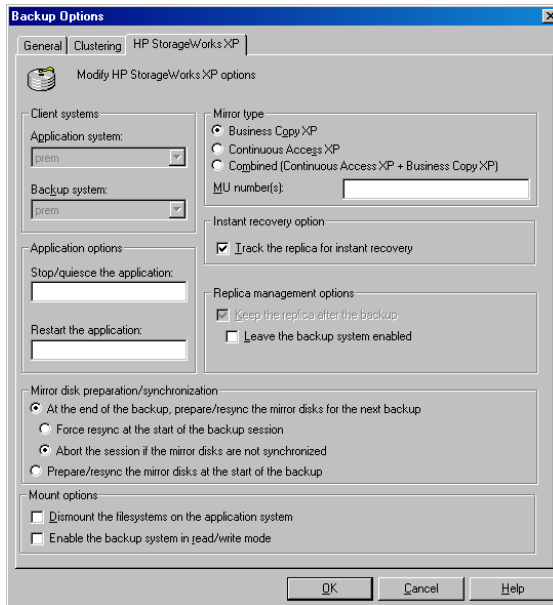 Backup Options
General Clustering HP StorageWorks XP
Modify HP StorageWorks XP options
Client systems
Application system:
prem
Backup system:
prem
Mirror type
Business Copy XP
Continuous Access XP
Combined (Continuous Access XP + Business Copy XP)
MU number(s):
Instant recovery option
Track the replica for instant recovery
Application options
Stop/quiesce the application:
Restart the application:
Replica management options
Keep the replica after the backup
Leave the backup system enabled
Mirror disk preparation/synchronization
At the end of the backup, prepare/resync the mirror disks for the next backup
Force resync at the start of the backup session
Abort the session if the mirror disks are not synchronized
Prepare/resync the mirror disks at the start of the backup
Mount options
Dismount the filesystems on the application system
Enable the backup system in read/write mode
OK Cancel Help